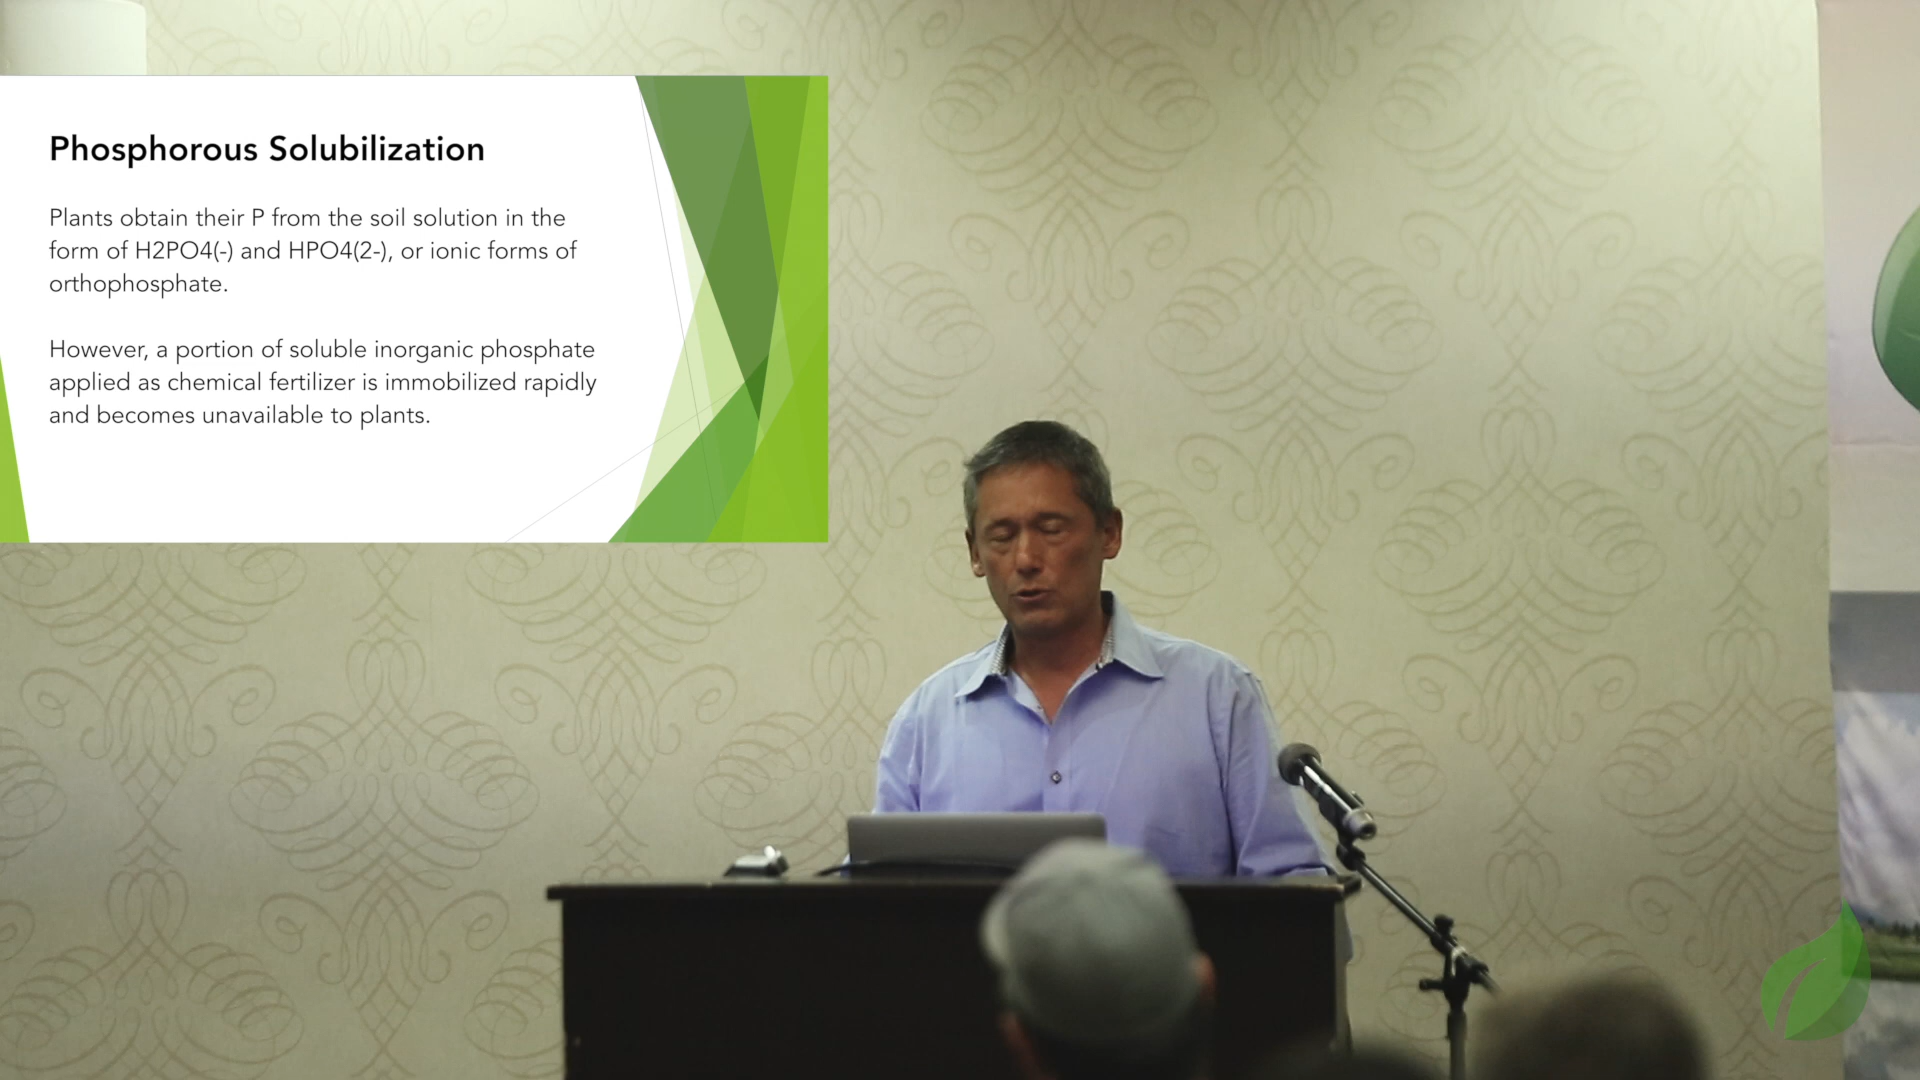 Phosphorous Solubilization
Plants obtain their P from the soil solution in the
form of H2PO4(-) and HPO4(2-), or ionic forms of
orthophosphate.
However, a portion of soluble inorganic phosphate
applied as chemical fertilizer is immobilized rapidly
and becomes unavailable to plants.